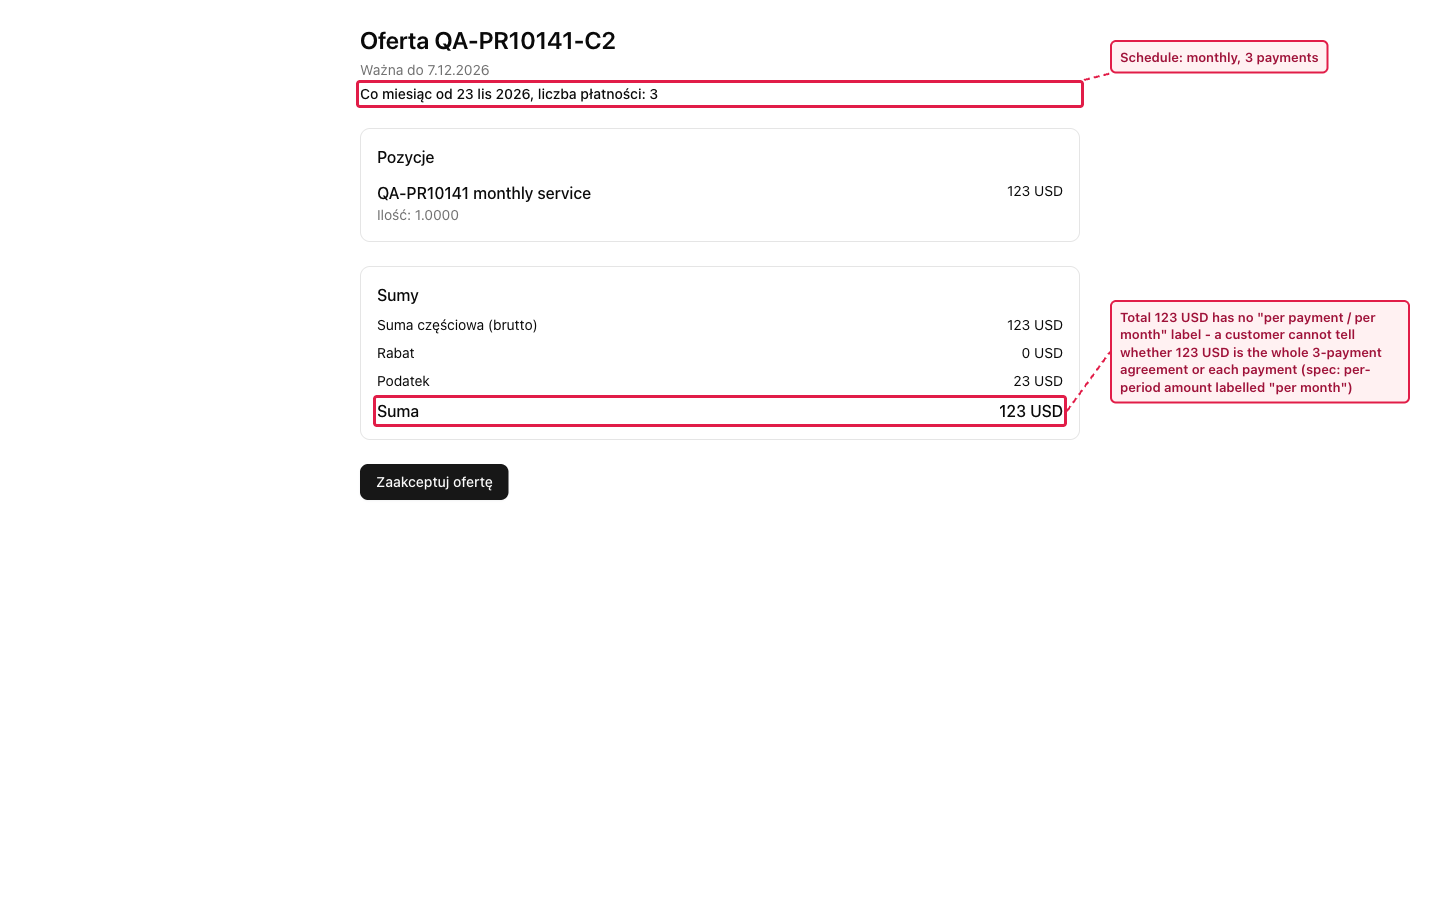 Oferta QA-PR10141-C2
Ważna do 7.12.2026
Co miesiąc od 23 lis 2026, liczba płatności: 3
Schedule: monthly, 3 payments
Pozycje
QA-PR10141 monthly service
123 USD
Ilość: 1.0000
Sumy
Suma częściowa (brutto)
123 USD
Rabat
0 USD
Podatek
23 USD
Suma
123 USD
Total 123 USD has no "per payment / per
month" label - a customer cannot tell
whether 123 USD is the whole 3-payment
agreement or each payment (spec: per-
period amount labelled "per month")
Zaakceptuj ofertę